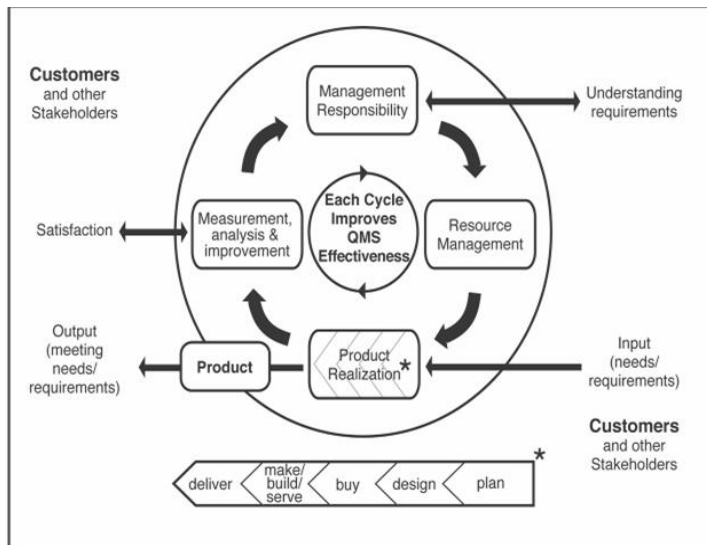 Customers
and other
Stakeholders
Management
Responsibility
Understanding
requirements
Each Cycle
Improves
QMS
Effectiveness
Measurement,
analysis &
improvement
Resource
Management
Satisfaction
Output
(meeting
needs/
requirements)
Product
Product
Realization*
Input
(needs/
requirements)
Customers
and other
Stakeholders
*
deliver
make/
build/
serve
buy
design
plan